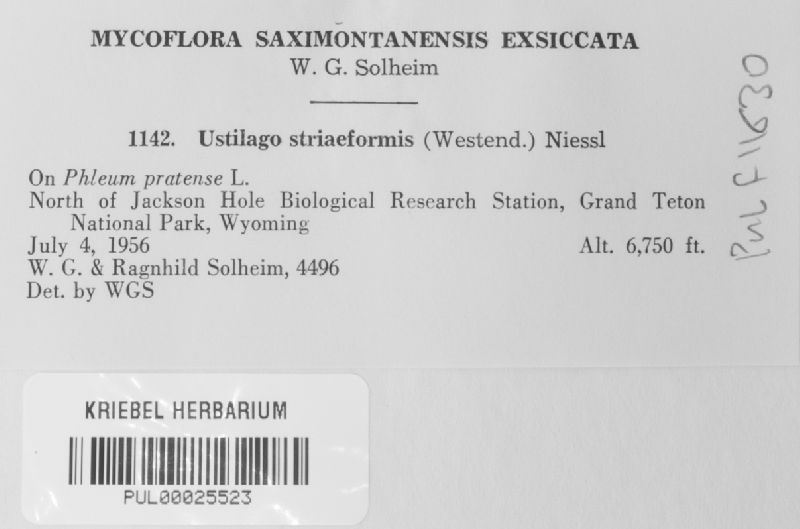 MYCOFLORA SAXIMONTANENSIS EXSICCATA
W. G. Solheim
1142. Ustilago striaeformis (Westend.) Niessl
On Phleum pratense L.
North of Jackson Hole Biological Research Station, Grand Teton
National Park, Wyoming
July 4, 1956 Alt. 6,750 ft.
W. G. & Ragnhild Solheim, 4496
Det. by WGS
KRIEBEL HERBARIUM
PUL00025523